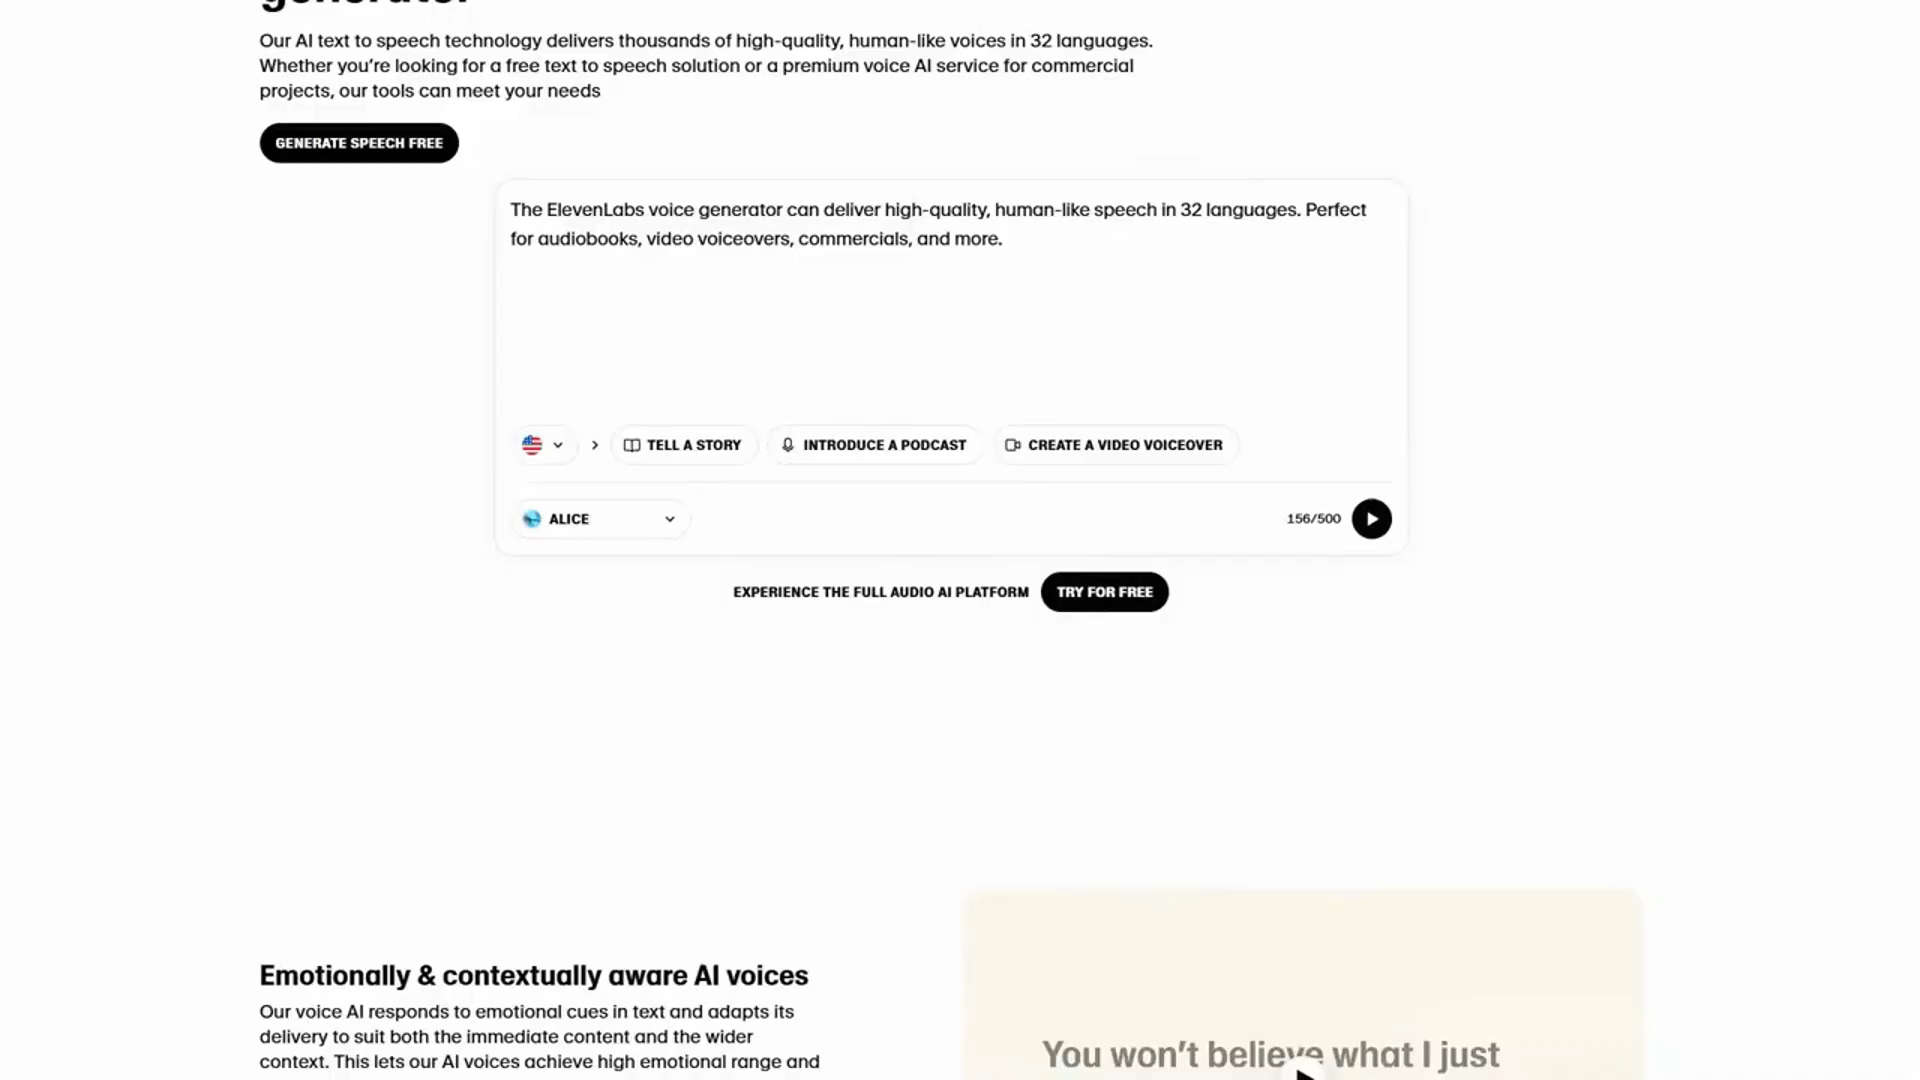 generator
Our AI text to speech technology delivers thousands of high-quality, human-like voices in 32 languages.
Whether you're looking for a free text to speech solution or a premium voice AI service for commercial
projects, our tools can meet your needs
GENERATE SPEECH FREE
The ElevenLabs voice generator can deliver high-quality, human-like speech in 32 languages. Perfect
for audiobooks, video voiceovers, commercials, and more.
TELL A STORY
INTRODUCE A PODCAST
CREATE A VIDEO VOICEOVER
ALICE
156/500
EXPERIENCE THE FULL AUDIO AI PLATFORM
TRY FOR FREE
Emotionally & contextually aware AI voices
Our voice AI responds to emotional cues in text and adapts its
delivery to suit both the immediate content and the wider
context. This lets our AI voices achieve high emotional range and
You won't believe what I just